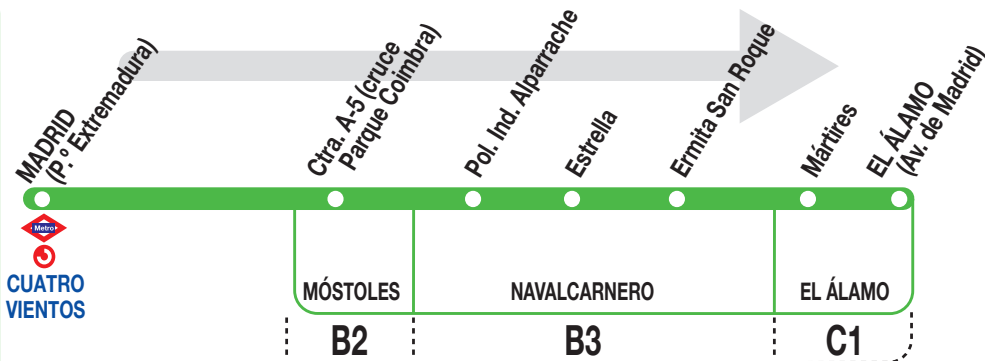 MADRID
(P.º Extremadura)
Ctra. A-5 (cruce
Parque Coimbra)
Pol. Ind. Alparrache
Estrella
Ermita San Roque
Mártires
EL ÁLAMO
(Av. de Madrid)
Metro
CUATRO
VIENTOS
MÓSTOLES
NAVALCARNERO
EL ÁLAMO
B2
B3
C1